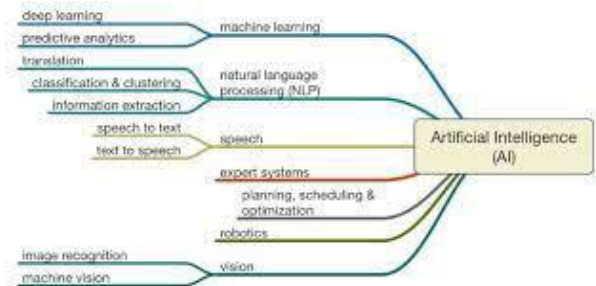 deep learning
predictive analytics
machine learning
translation
classification & clustering
information extraction
natural language
processing (NLP)
speech to text
text to speech
speech
expert systems
planning, scheduling &
optimization
robotics
image recognition
machine vision
vision
Artificial Intelligence
(AI)